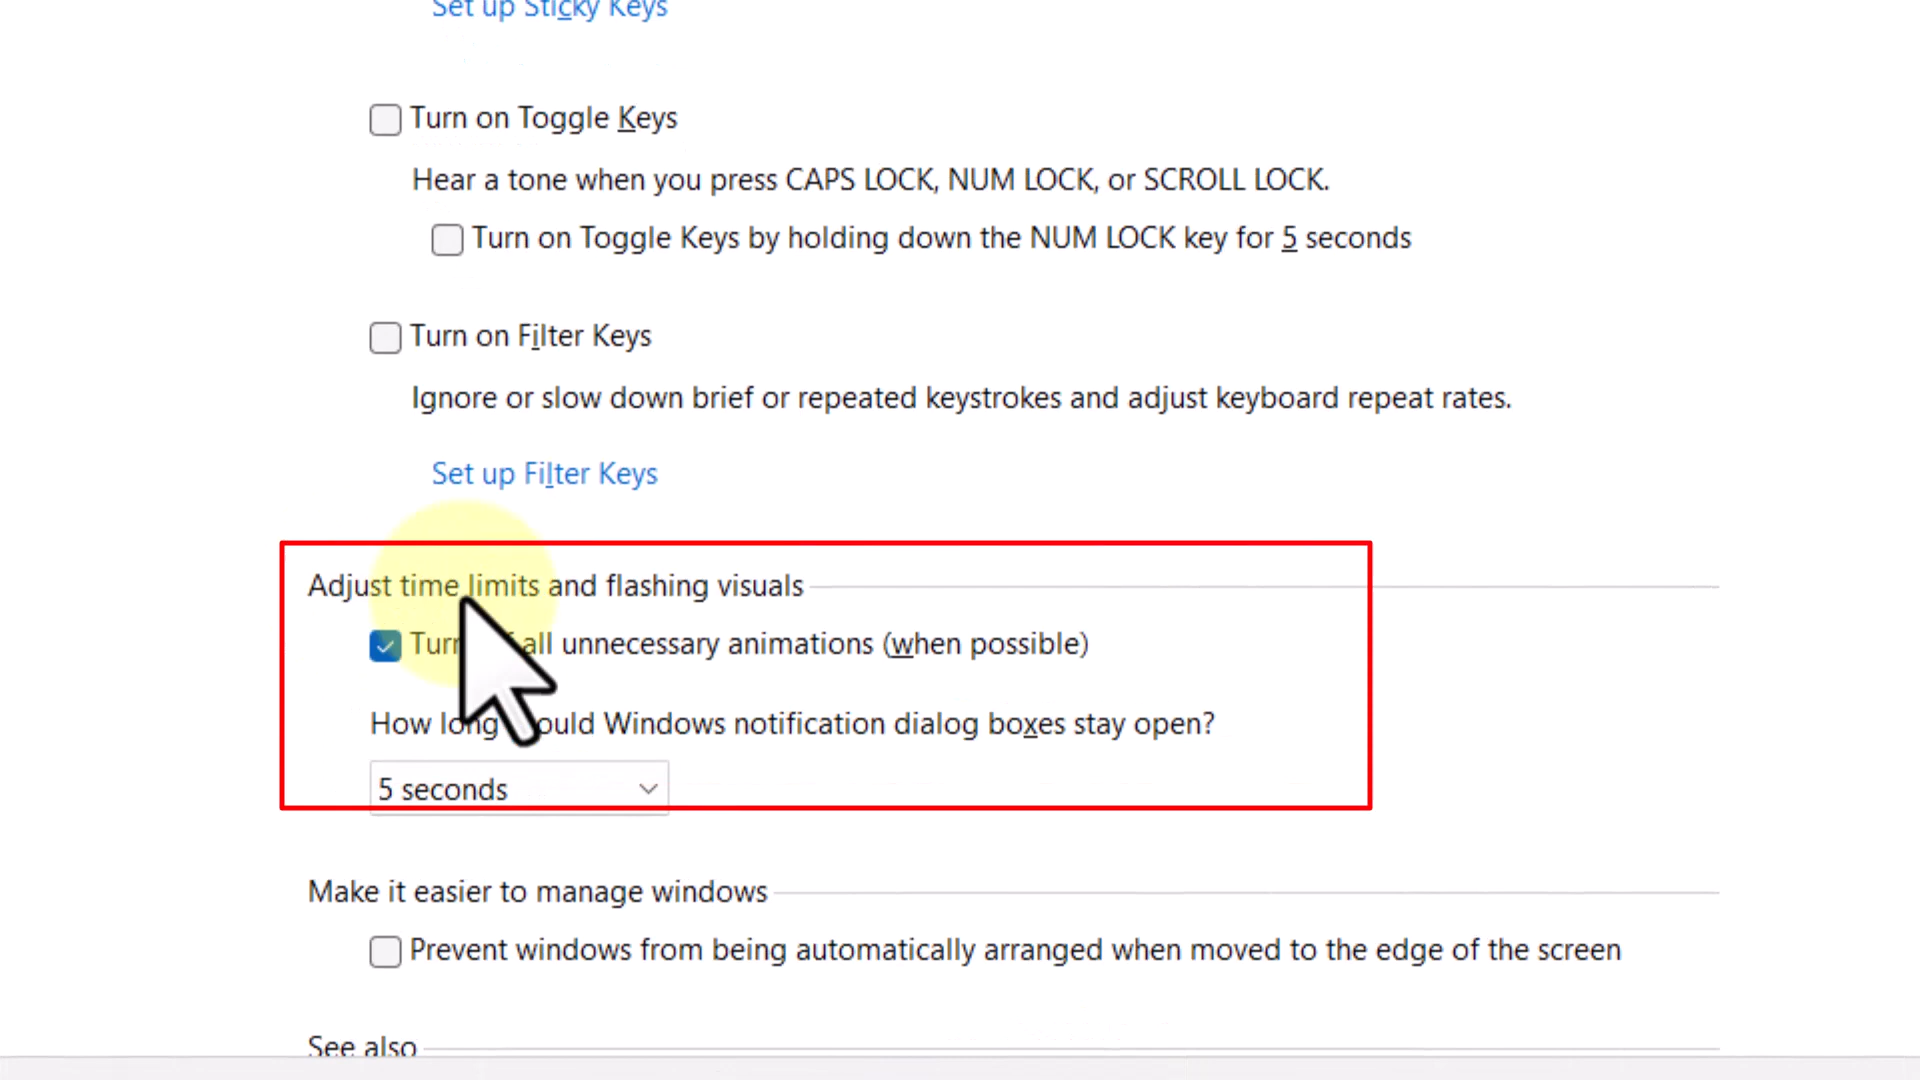 Set up Sticky Keys
Turn on Toggle Keys
Hear a tone when you press CAPS LOCK, NUM LOCK, or SCROLL LOCK.
Turn on Toggle Keys by holding down the NUM LOCK key for 5 seconds
Turn on Filter Keys
Ignore or slow down brief or repeated keystrokes and adjust keyboard repeat rates.
Set up Filter Keys
Adjust time limits and flashing visuals
Turn all unnecessary animations (when possible)
How long Windows notification dialog boxes stay open?
5 seconds
Make it easier to manage windows
Prevent windows from being automatically arranged when moved to the edge of the screen
See also